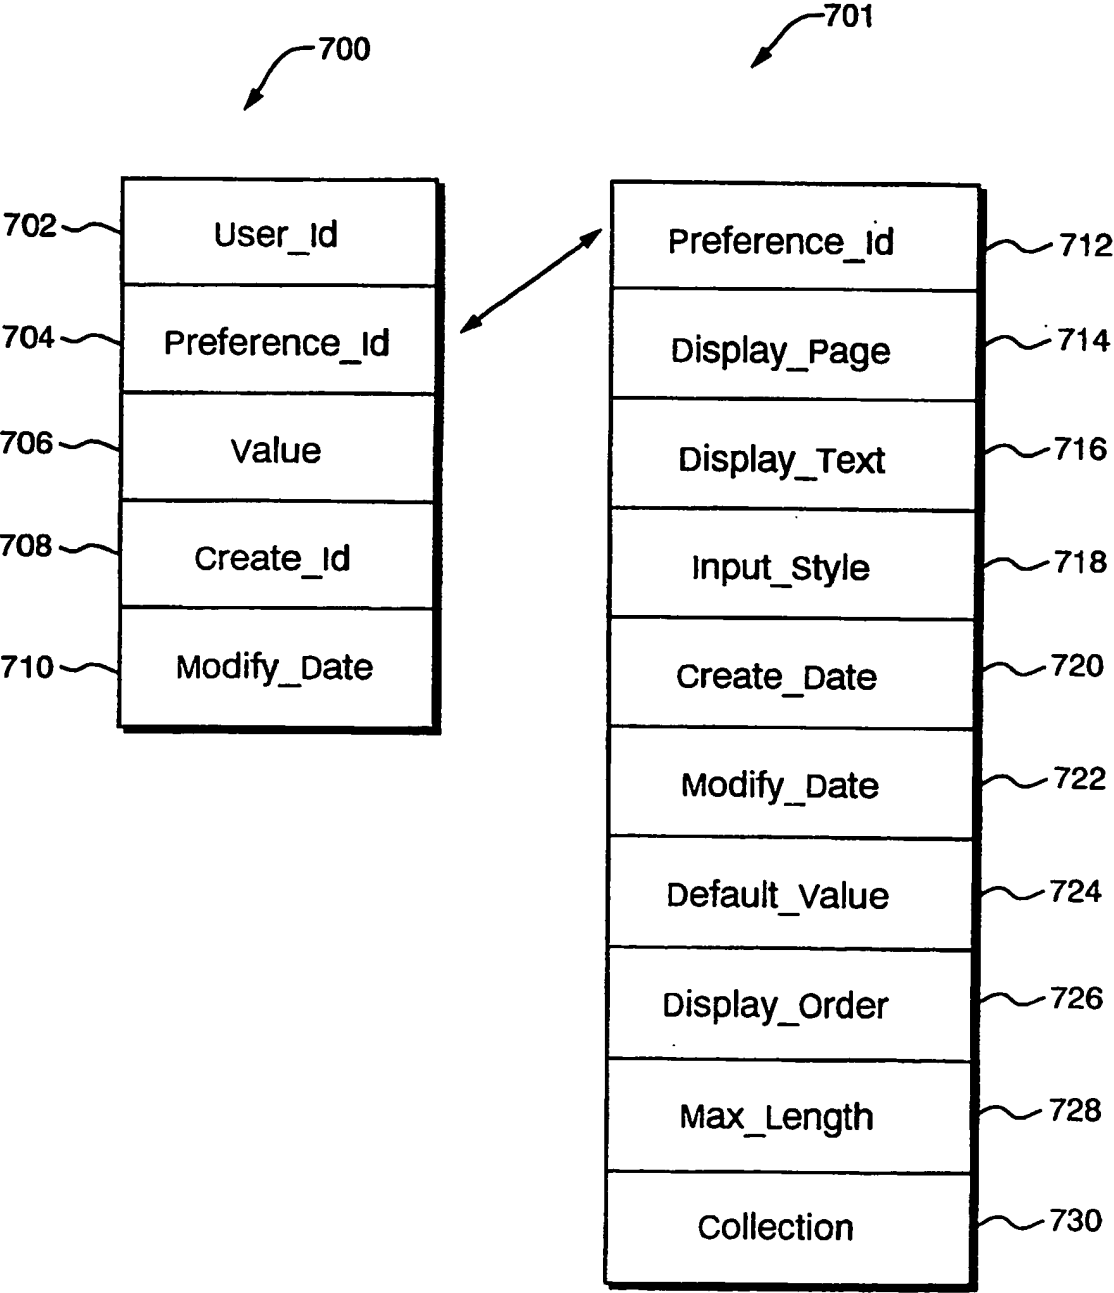 700
701
702
User_Id
704
Preference_Id
706
Value
708
Create_Id
710
Modify_Date
Preference_Id
712
Display_Page
714
Display_Text
716
Input_Style
718
Create_Date
720
Modify_Date
722
Default_Value
724
Display_Order
726
Max_Length
728
Collection
730